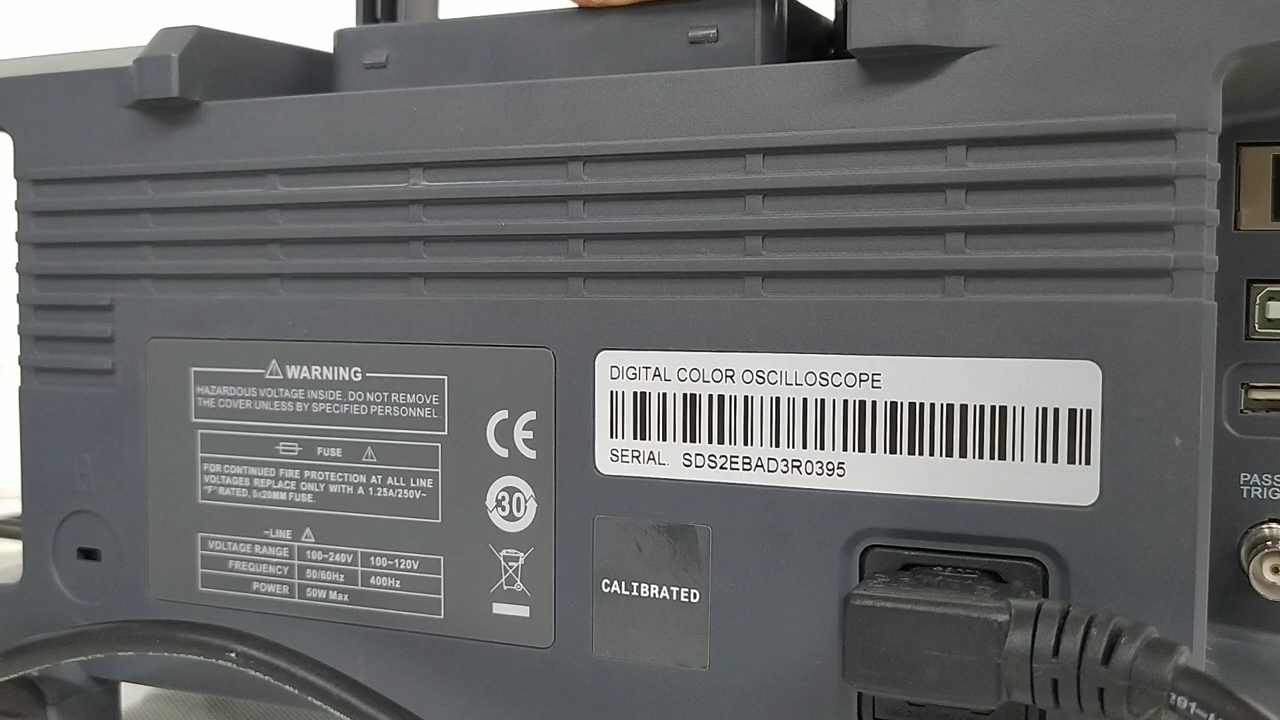 WARNING
HAZARDOUS VOLTAGE INSIDE, DO NOT REMOVE
THE COVER UNLESS BY SPECIFIED PERSONNEL.
FUSE
FOR CONTINUED FIRE PROTECTION AT ALL LINE
VOLTAGES REPLACE ONLY WITH A 1.25A/250V~
"F" RATED, 5x20MM FUSE.
~LINE
VOLTAGE RANGE 100~240V 100~120V
FREQUENCY 50/60Hz 400Hz
POWER 50W Max
CE
30
DIGITAL COLOR OSCILLOSCOPE
SERIAL. SDS2EBAD3R0395
CALIBRATED
PASS
TRIG